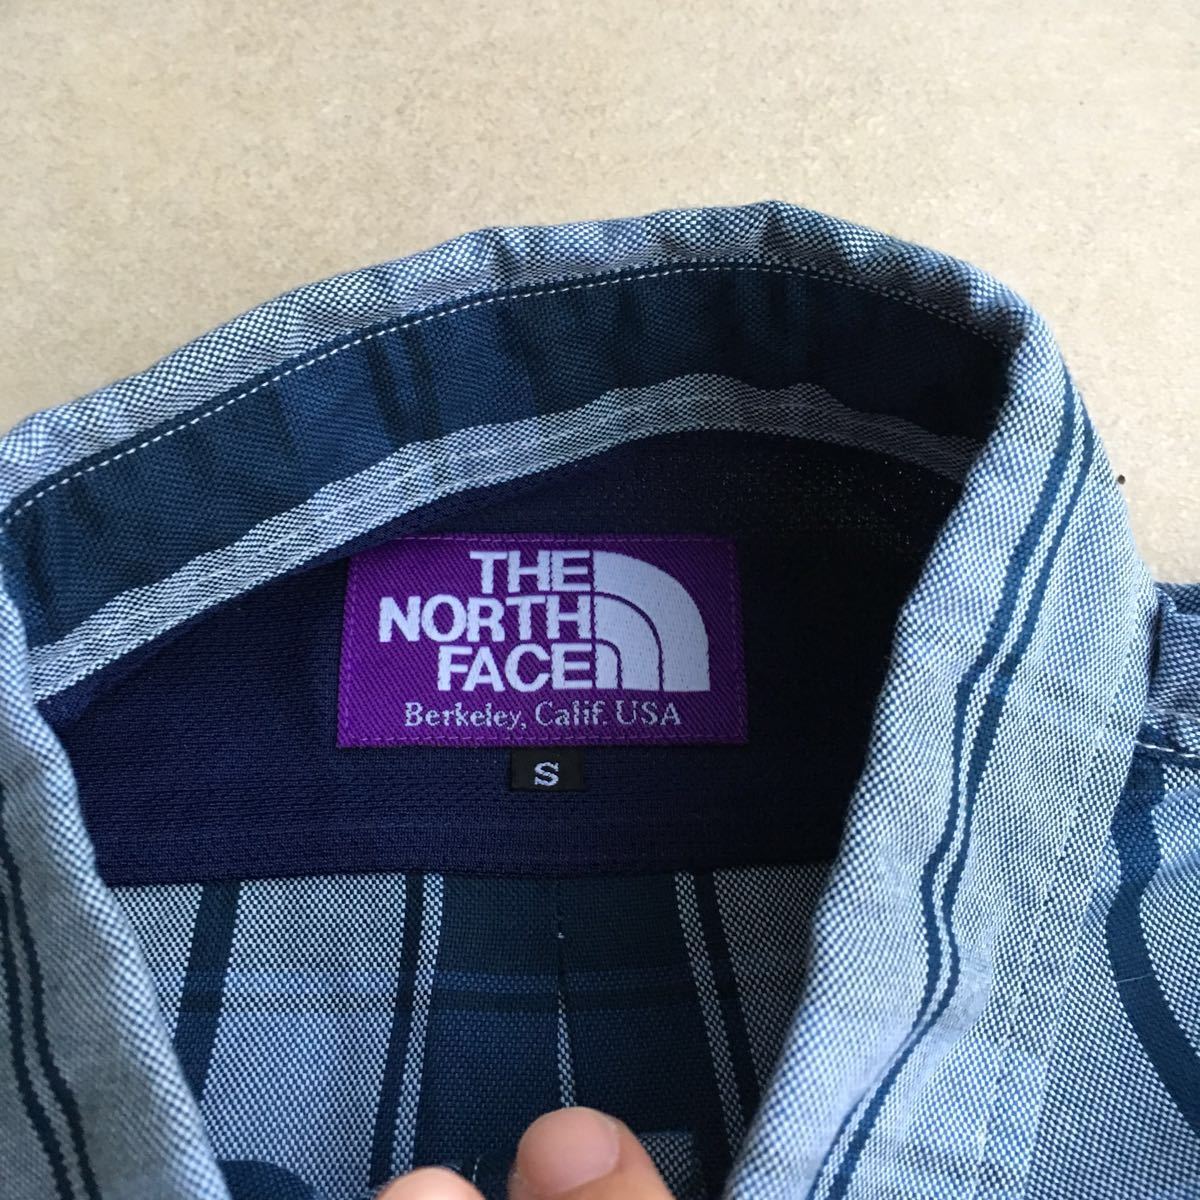 THE
NORTH
FACE
Berkeley, Calif. USA
S